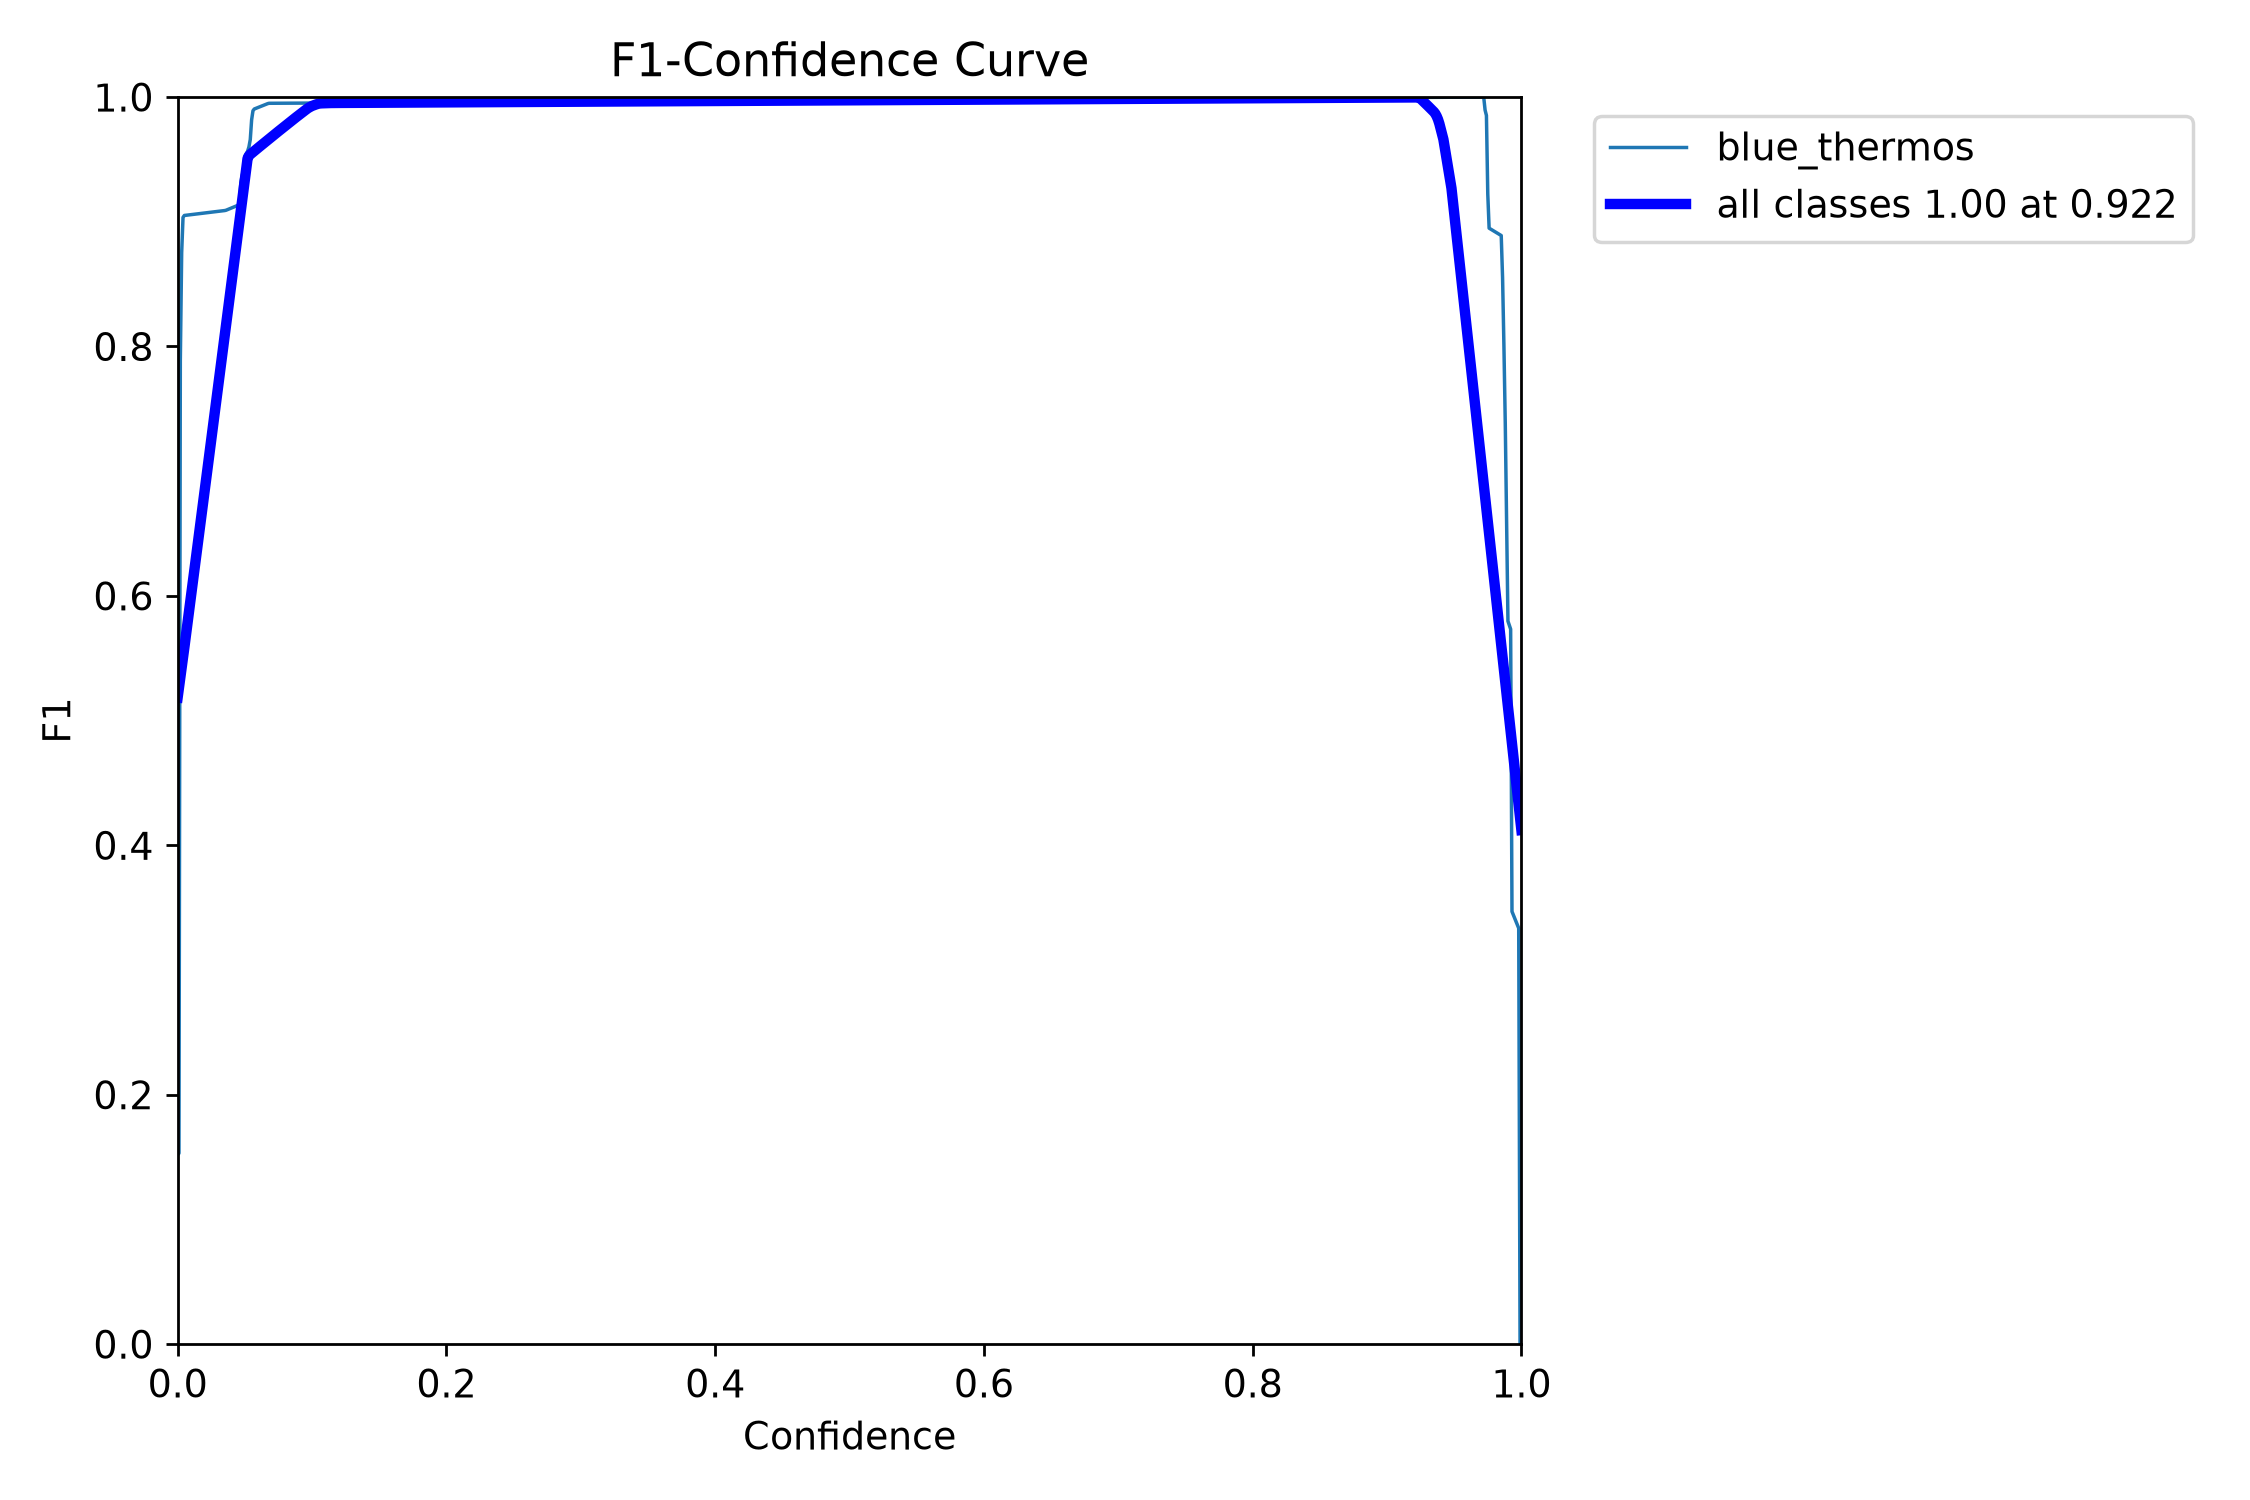 F1-Confidence Curve
1.0
0.8
0.6
0.4
0.2
0.0
F1
0.0 0.2 0.4 0.6 0.8 1.0
Confidence
blue_thermos
all classes 1.00 at 0.922